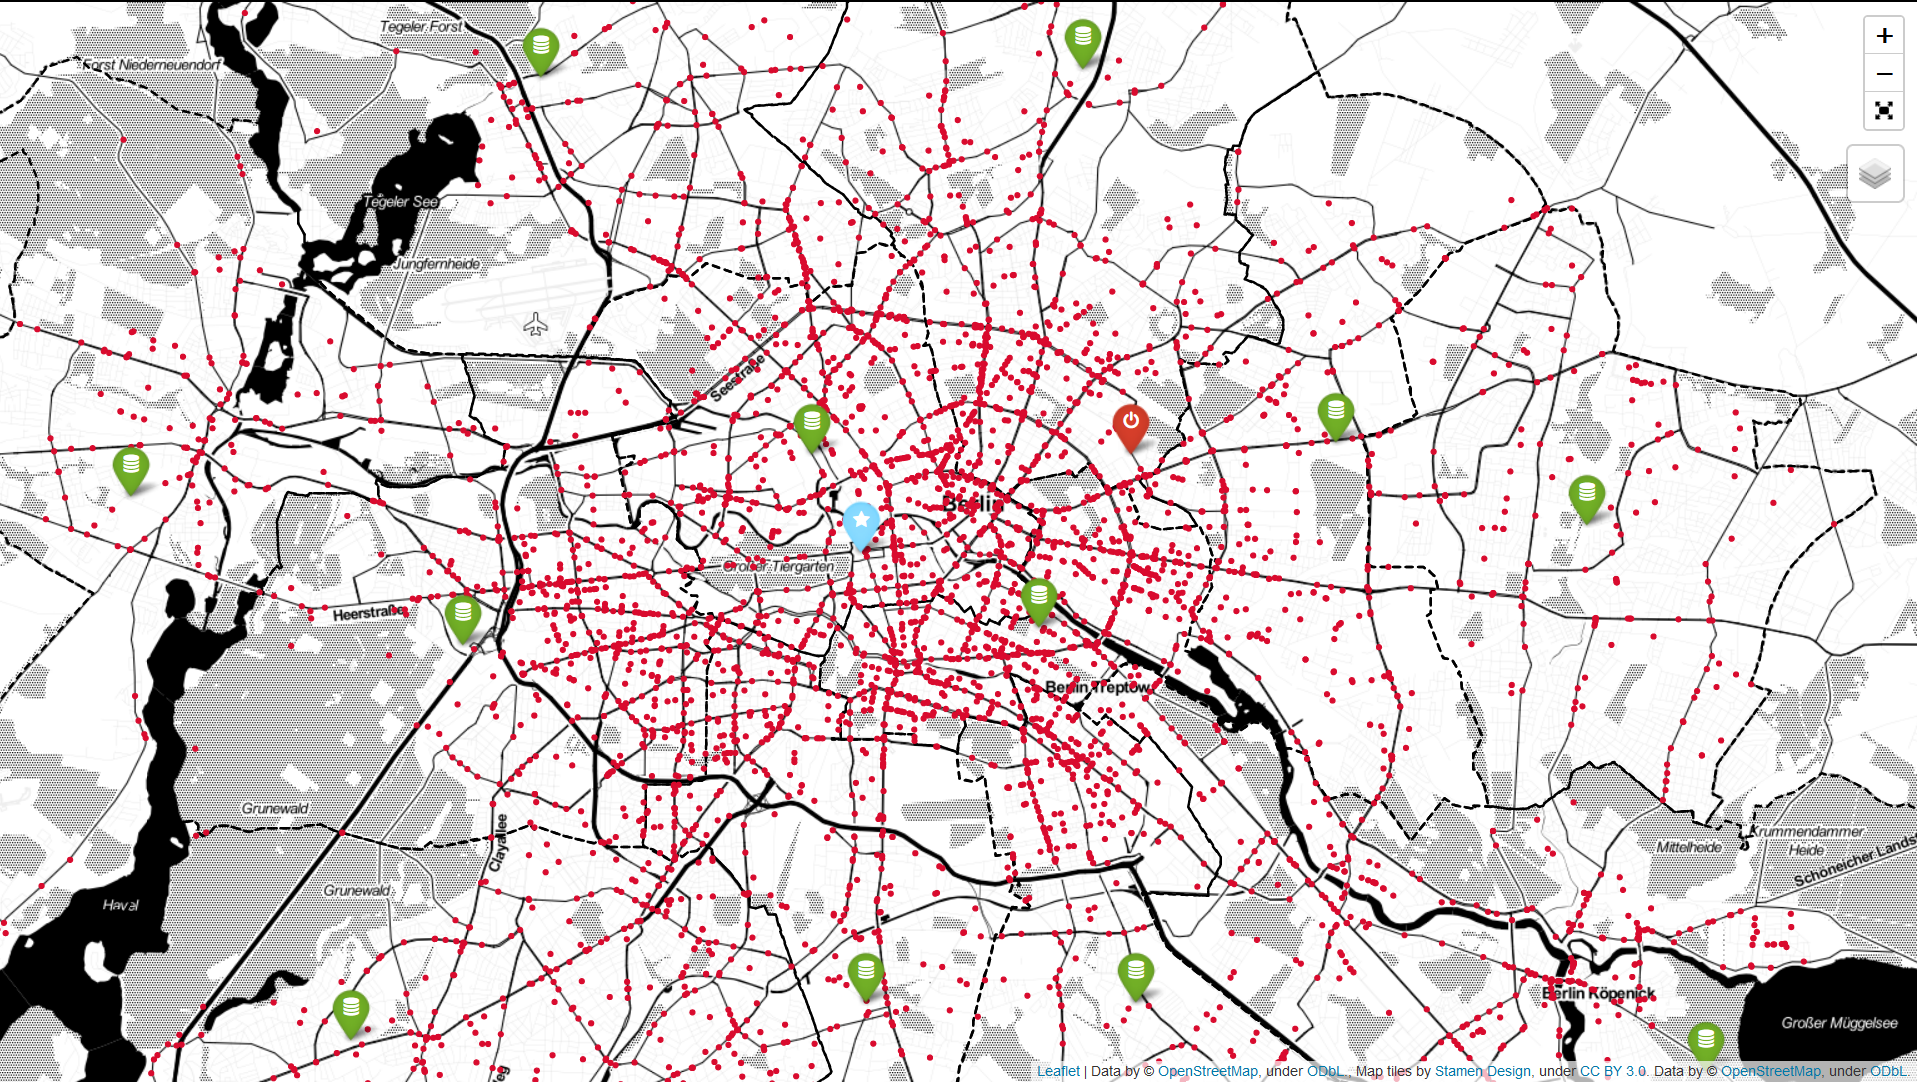 Tegeler Forst
Forst Niederneuendorf
+
−
Tegeler See
Jungfernheide
Seestraße
Berlin
Großer Tiergarten
Heerstraße
Berlin Treptow
Grunewald
Clayallee
Krummendammer
Heide
Mittelheide
Schöneicher Lands
Grunewald
Havel
Berlin Köpenick
Großer Müggelsee
eg
Leaflet | Data by © OpenStreetMap, under ODbL., Map tiles by Stamen Design, under CC BY 3.0. Data by © OpenStreetMap, under ODbL.